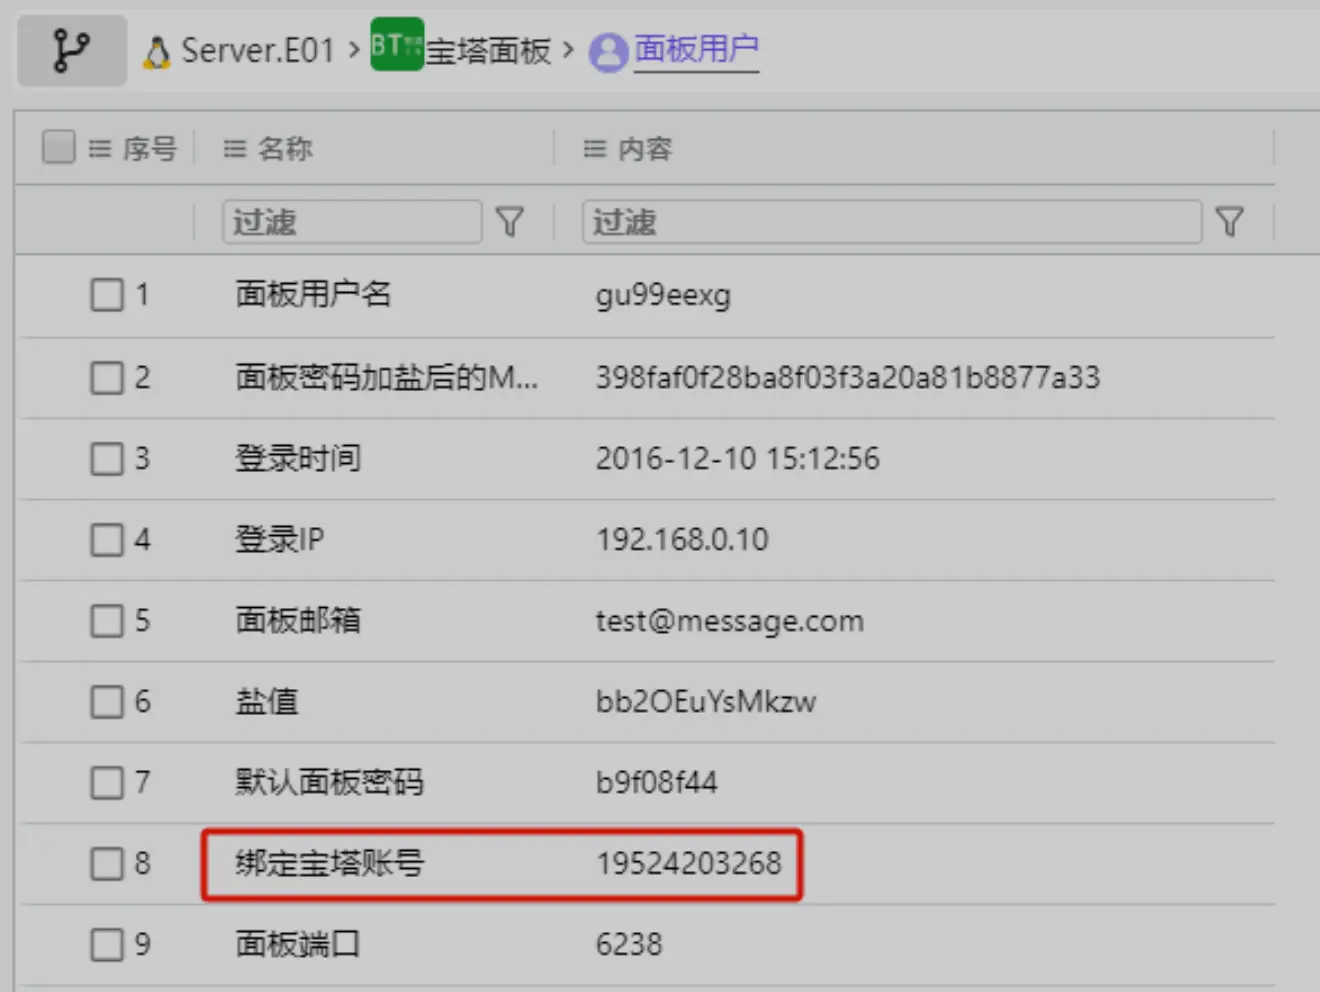 Server.E01 > BT 宝塔面板 > 面板用户
序号 名称 内容
过滤 过滤
1 面板用户名 gu99eexg
2 面板密码加盐后的M... 398faf0f28ba8f03f3a20a81b8877a33
3 登录时间 2016-12-10 15:12:56
4 登录IP 192.168.0.10
5 面板邮箱 test@message.com
6 盐值 bb2OEuYsMkzw
7 默认面板密码 b9f08f44
8 绑定宝塔账号 19524203268
9 面板端口 6238